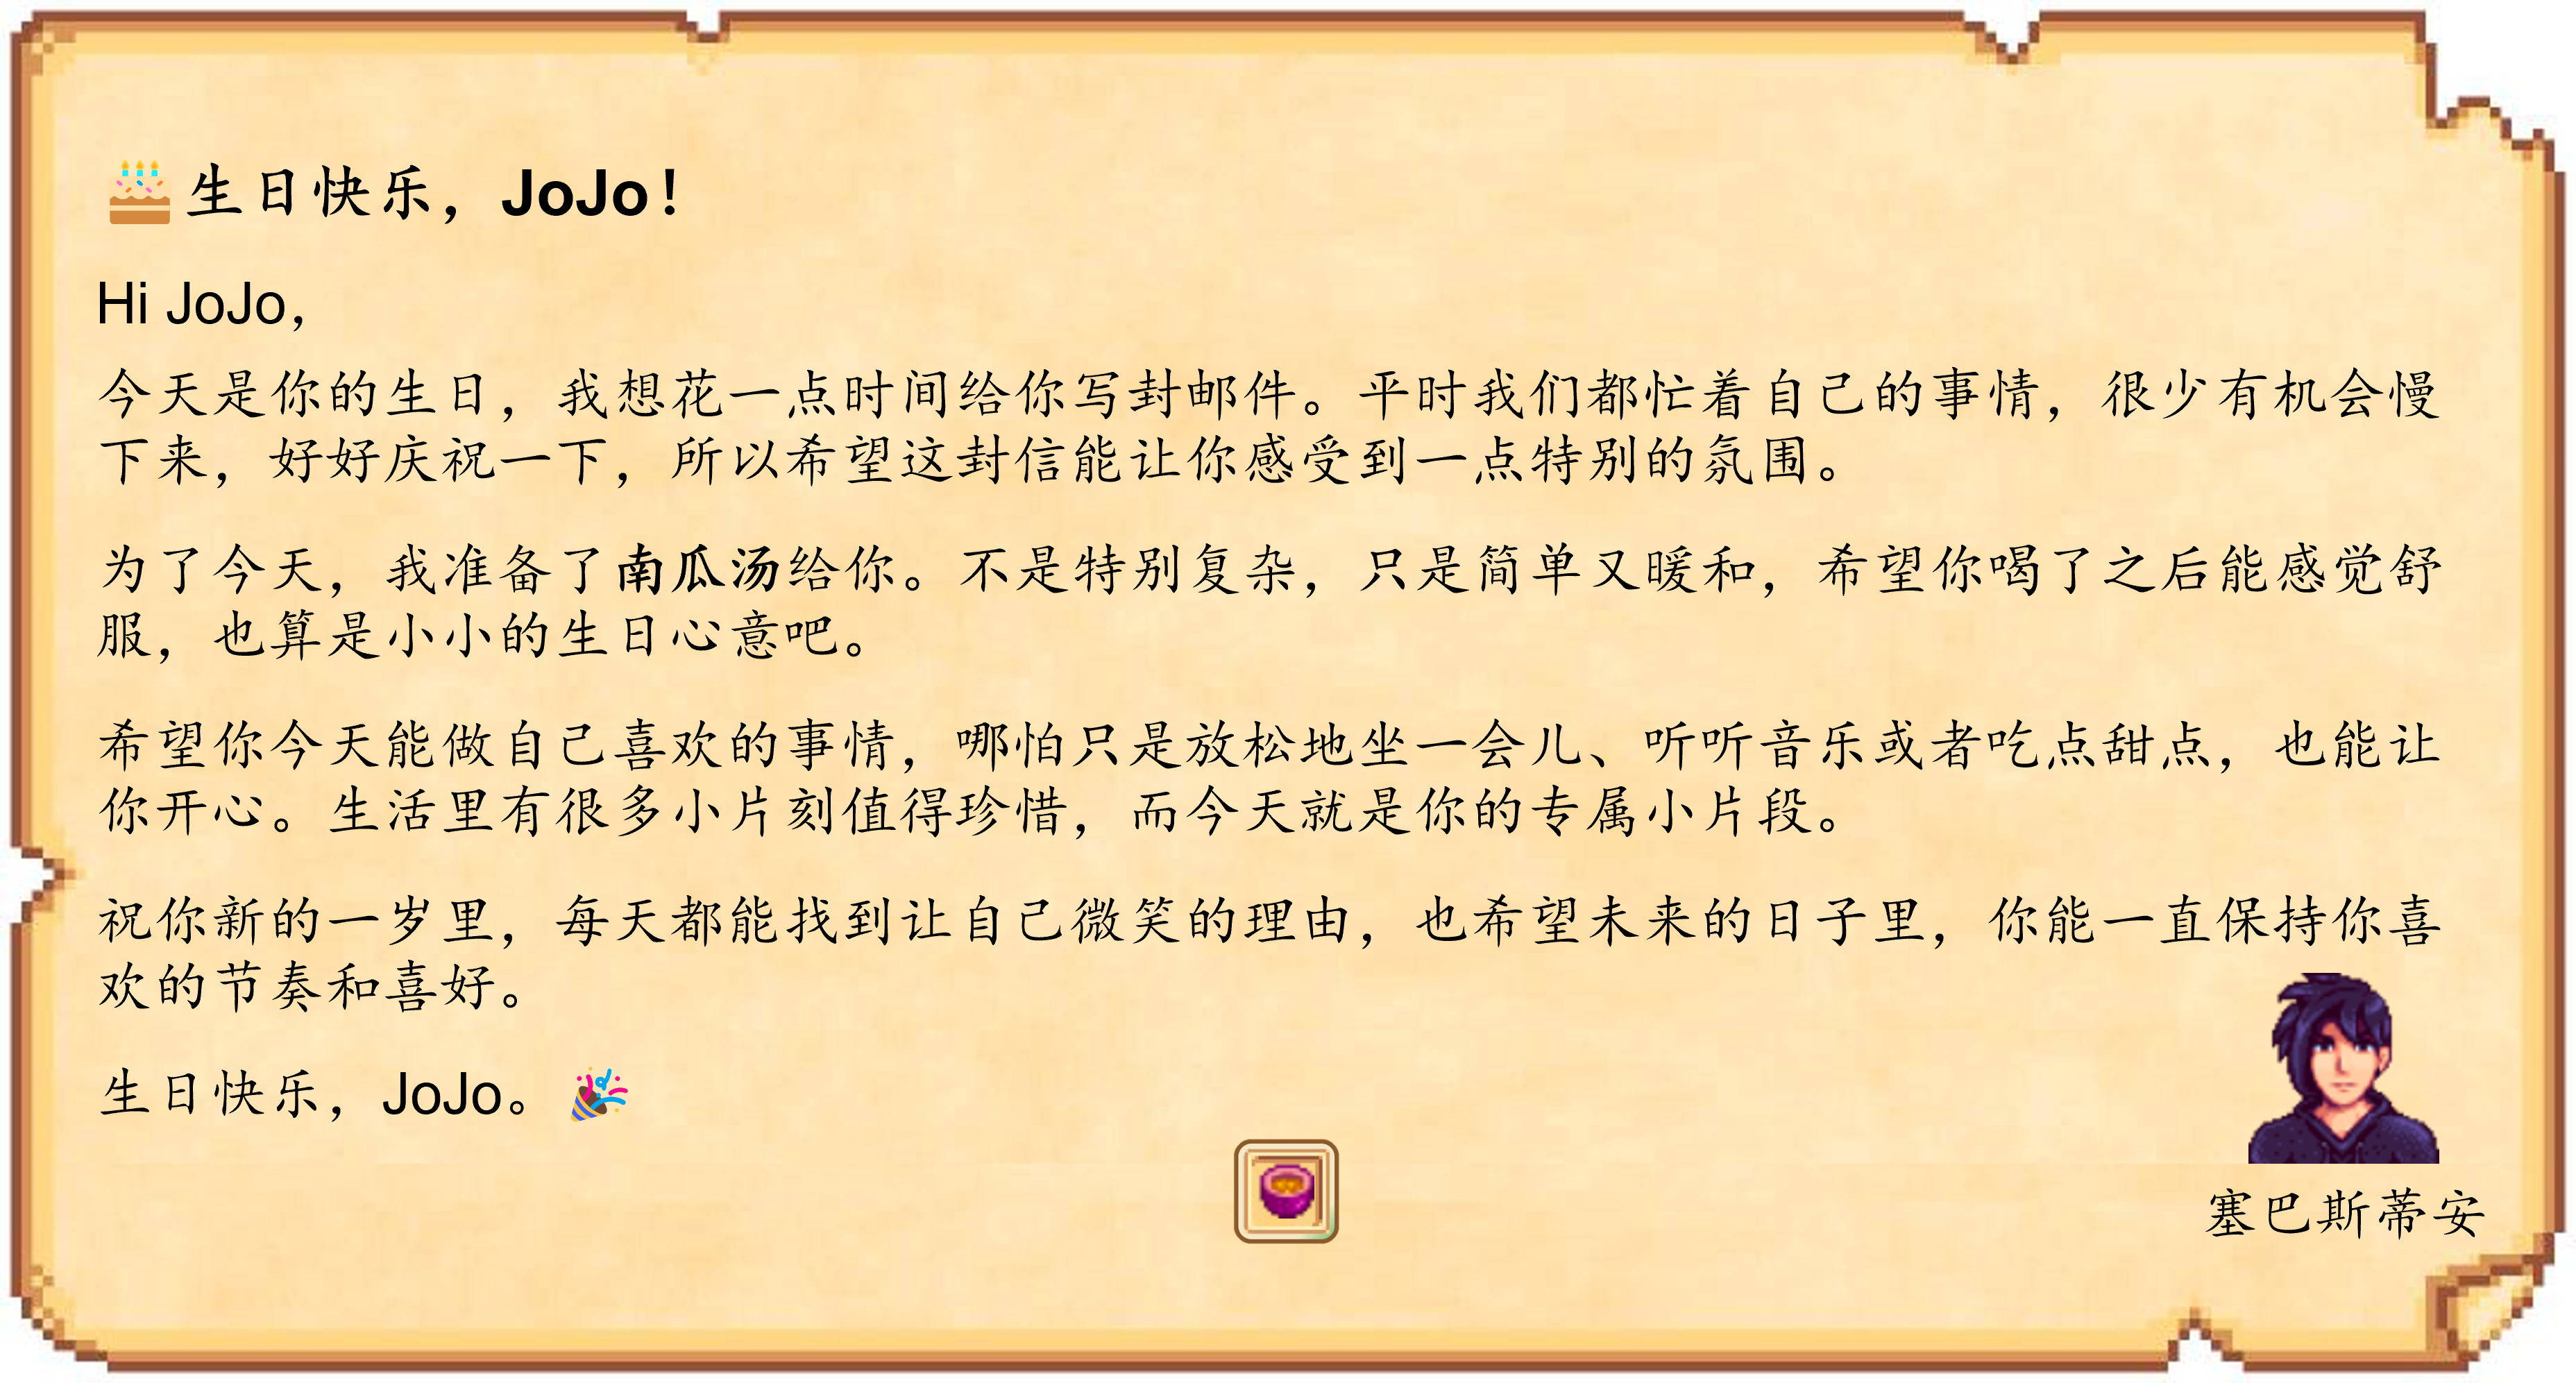 生日快乐，JoJo！
Hi JoJo，
今天是你的生日，我想花一点时间给你写封邮件。平时我们都忙着自己的事情，很少有机会慢
下来，好好庆祝一下，所以希望这封信能让你感受到一点特别的氛围。
为了今天，我准备了南瓜汤给你。不是特别复杂，只是简单又暖和，希望你喝了之后能感觉舒
服，也算是小小的生日心意吧。
希望你今天能做自己喜欢的事情，哪怕只是放松地坐一会儿、听听音乐或者吃点甜点，也能让
你开心。生活里有很多小片刻值得珍惜，而今天就是你的专属小片段。
祝你新的一岁里，每天都能找到让自己微笑的理由，也希望未来的日子里，你能一直保持你喜
欢的节奏和喜好。
生日快乐，JoJo。
塞巴斯蒂安